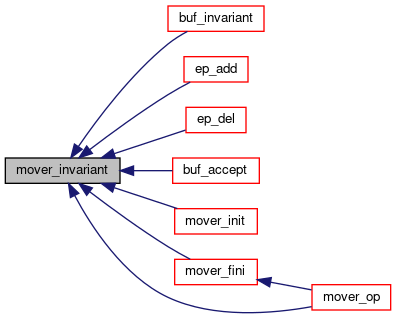 buf_invariant
ep_add
ep_del
mover_invariant
buf_accept
mover_init
mover_fini
mover_op